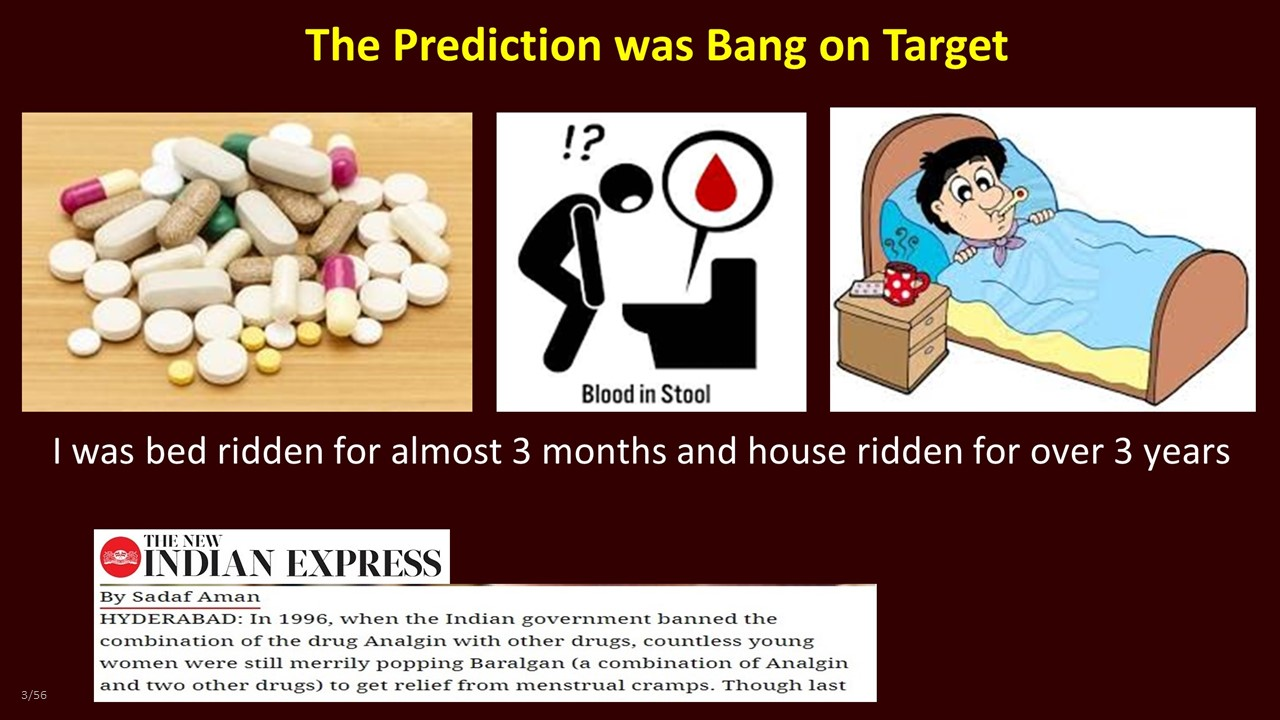 The Prediction was Bang on Target
!?
Blood in Stool
I was bed ridden for almost 3 months and house ridden for over 3 years
THE NEW
INDIAN EXPRESS
By Sadaf Aman
HYDERABAD: In 1996, when the Indian government banned the
combination of the drug Analgin with other drugs, countless young
women were still merrily popping Baralgan (a combination of Analgin
and two other drugs) to get relief from menstrual cramps. Though last
3/56